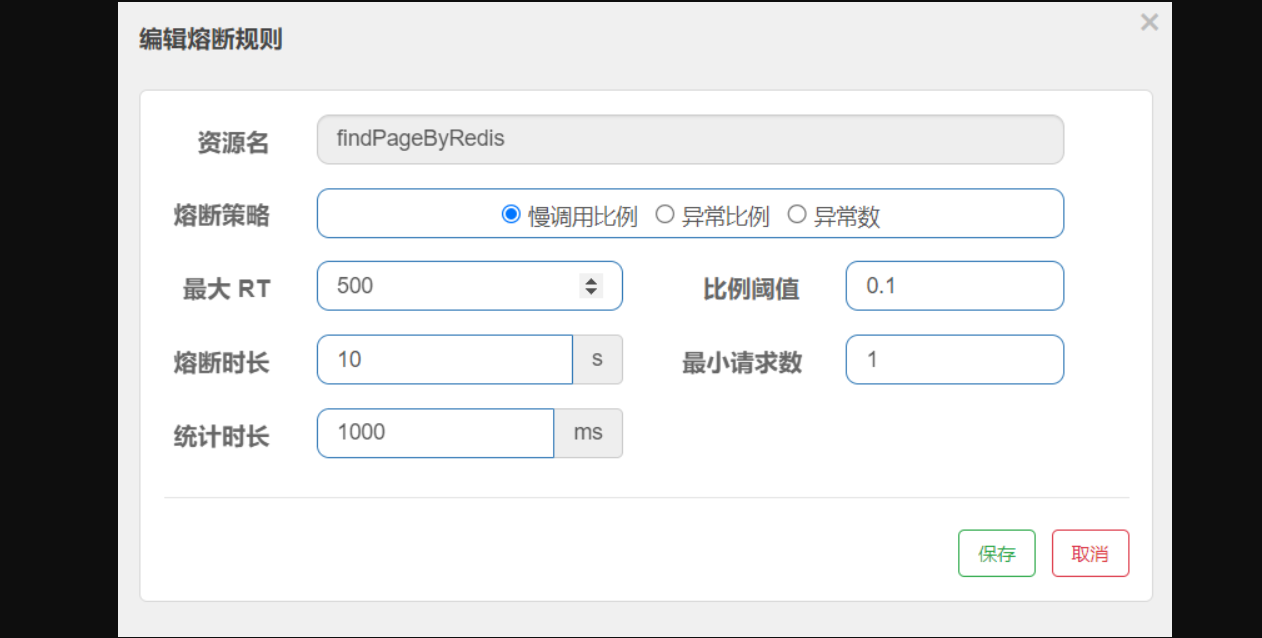 编辑熔断规则 ×
资源名 findPageByRedis
熔断策略 慢调用比例 异常比例 异常数
最大 RT 500 比例阈值 0.1
熔断时长 10 s 最小请求数 1
统计时长 1000 ms
保存 取消